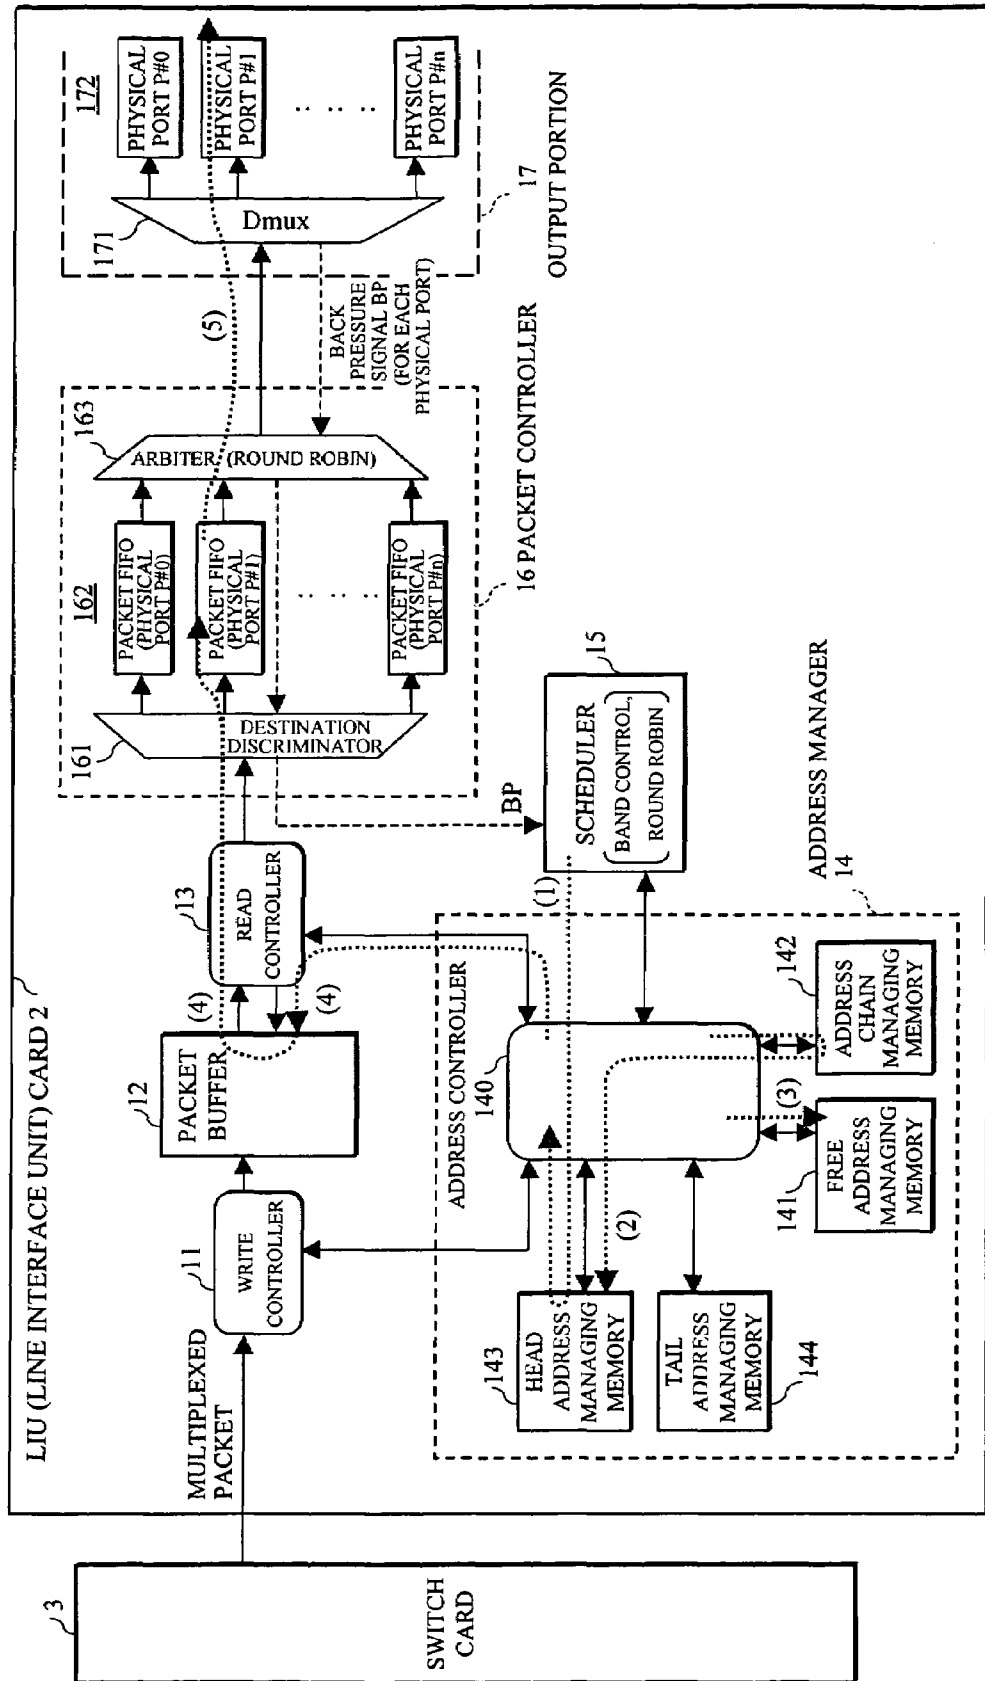 LIU (LINE INTERFACE UNIT) CARD 2
3
SWITCH
CARD
MULTIPLEXED
PACKET
11
WRITE
CONTROLLER
12
PACKET
BUFFER
(4)
(4)
13
READ
CONTROLLER
161
DESTINATION
DISCRIMINATOR
162
PACKET FIFO
(PHYSICAL
PORT P#0)
PACKET FIFO
(PHYSICAL
PORT P#1)
PACKET FIFO
(PHYSICAL
PORT P#n)
163
ARBITER (ROUND ROBIN)
16 PACKET CONTROLLER
(5)
BACK
PRESSURE
SIGNAL BP
(FOR EACH
PHYSICAL PORT)
171
Dmux
172
PHYSICAL
PORT P#0
PHYSICAL
PORT P#1
PHYSICAL
PORT P#n
17
OUTPUT PORTION
BP
15
SCHEDULER
(BAND CONTROL,
ROUND ROBIN)
(1)
ADDRESS MANAGER
14
ADDRESS CONTROLLER
140
143
HEAD
ADDRESS
MANAGING
MEMORY
(2)
TAIL
ADDRESS
MANAGING
MEMORY
144
141
FREE
ADDRESS
MANAGING
MEMORY
(3)
142
ADDRESS
CHAIN
MANAGING
MEMORY